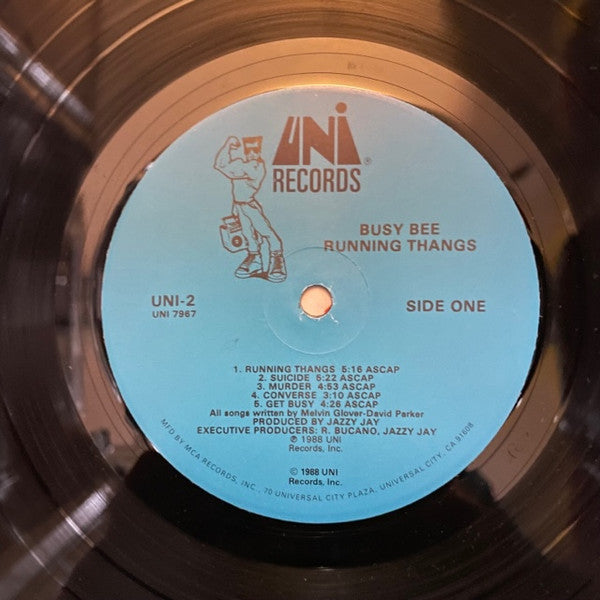 UNI®
RECORDS
BUSY BEE
RUNNING THANGS
UNI-2
UNI 7967
SIDE ONE
1. RUNNING THANGS 5:16 ASCAP
2. SUICIDE 5:22 ASCAP
3. MURDER 4:53 ASCAP
4. CONVERSE 3:10 ASCAP
5. GET BUSY 4:26 ASCAP
All songs written by Melvin Glover-David Parker
PRODUCED BY JAZZY JAY
EXECUTIVE PRODUCERS: R. BUCANO, JAZZY JAY
℗ 1988 UNI
Records, Inc.
© 1988 UNI
Records, Inc.
MFD BY MCA RECORDS, INC., 70 UNIVERSAL CITY PLAZA, UNIVERSAL CITY, CA 91608